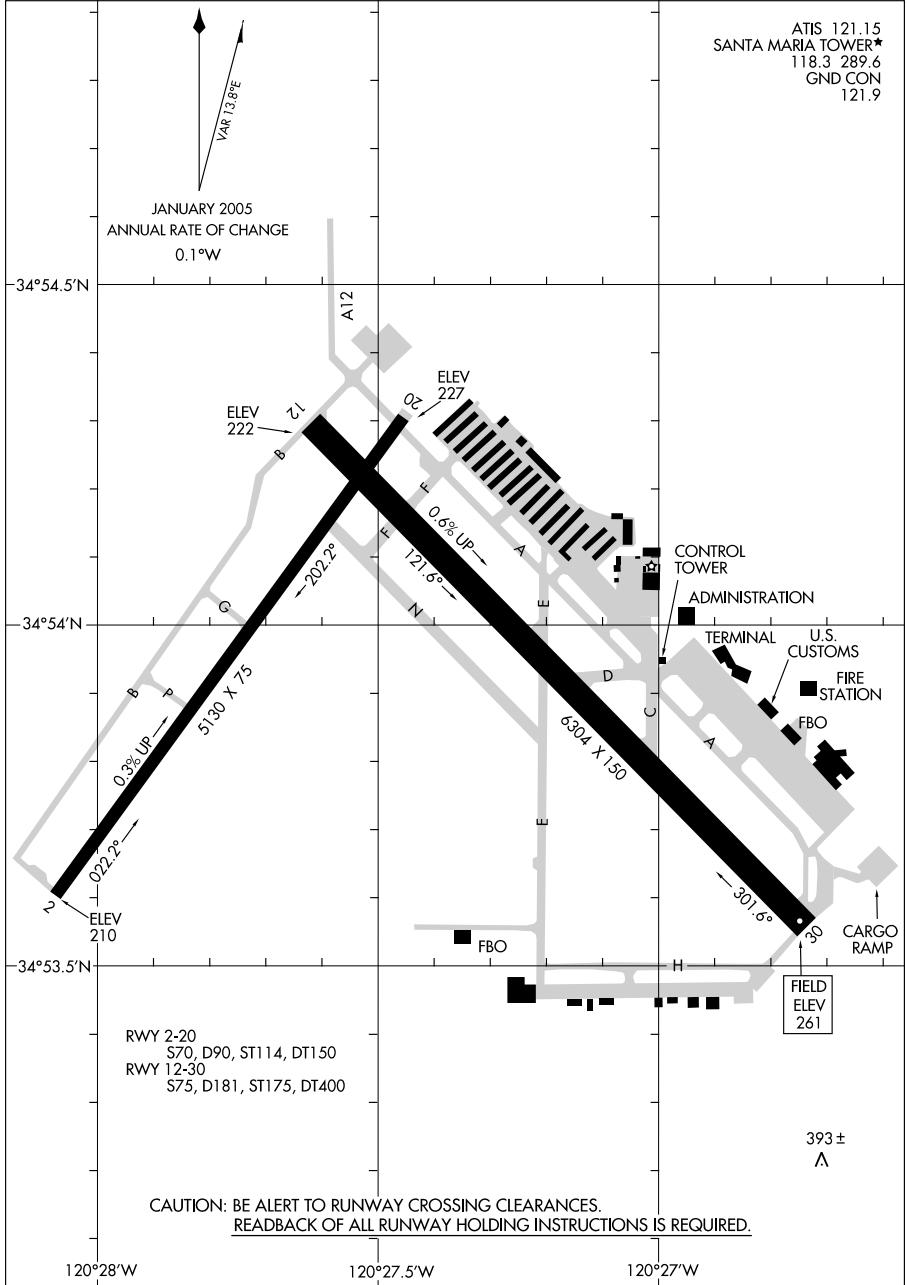 ATIS 121.15
SANTA MARIA TOWER★
118.3 289.6
GND CON
121.9
VAR 13.8°E
JANUARY 2005
ANNUAL RATE OF CHANGE
0.1°W
34°54.5'N
A12
ELEV
227
20
12
ELEV
222
B
F
F
0.6% UP
121.6°
A
202.2°
N
E
CONTROL
TOWER
ADMINISTRATION
34°54'N
G
TERMINAL
U.S.
CUSTOMS
D
FIRE
STATION
B
P
5130 X 75
C
FBO
6304 X 150
A
0.3% UP
E
022.2°
301.6°
2
ELEV
210
30
CARGO
RAMP
FBO
34°53.5'N
H
FIELD
ELEV
261
RWY 2-20
S70, D90, ST114, DT150
RWY 12-30
S75, D181, ST175, DT400
393 ±
CAUTION: BE ALERT TO RUNWAY CROSSING CLEARANCES.
READBACK OF ALL RUNWAY HOLDING INSTRUCTIONS IS REQUIRED.
120°28'W
120°27.5'W
120°27'W